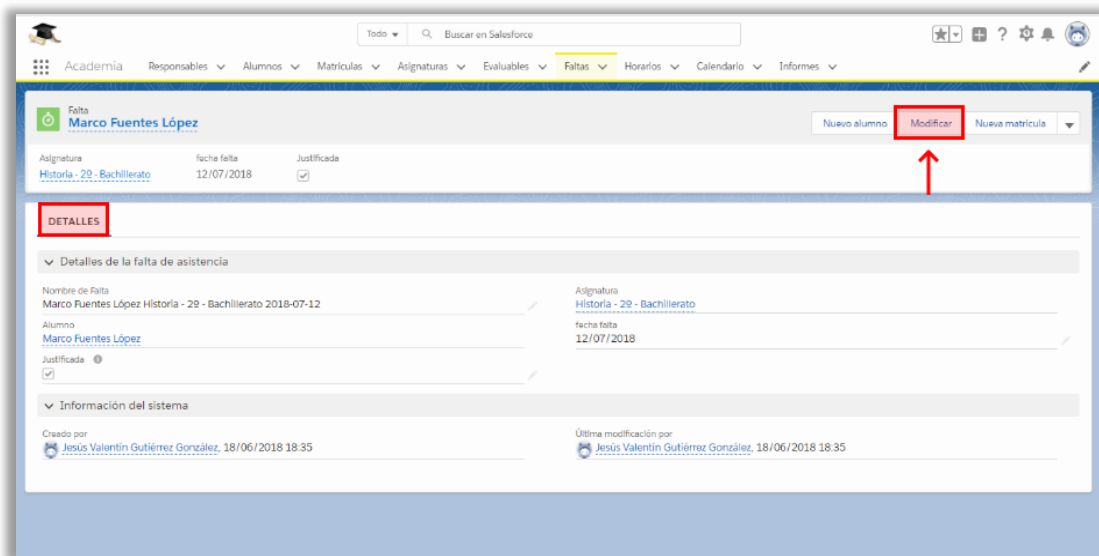 Todo Buscar en Salesforce
Academia Responsables Alumnos Matrículas Asignaturas Evaluables Faltas Horarios Calendario Informes
Falta
Marco Fuentes López
Nuevo alumno Modificar Nueva matrícula
Asignatura fecha falta Justificada
Historia - 2º - Bachillerato 12/07/2018
DETALLES
Detalles de la falta de asistencia
Nombre de Falta Asignatura
Marco Fuentes López Historia - 2º - Bachillerato 2018-07-12 Historia - 2º - Bachillerato
Alumno fecha falta
Marco Fuentes López 12/07/2018
Justificada
Información del sistema
Creado por Última modificación por
Jesús Valentín Gutiérrez González, 18/06/2018 18:35 Jesús Valentín Gutiérrez González, 18/06/2018 18:35